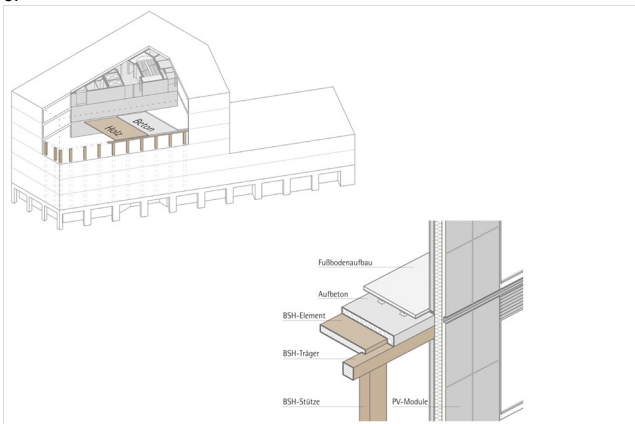 Holz
Beton
Fußbodenaufbau
Aufbeton
BSH-Element
BSH-Träger
BSH-Stütze
PV-Module